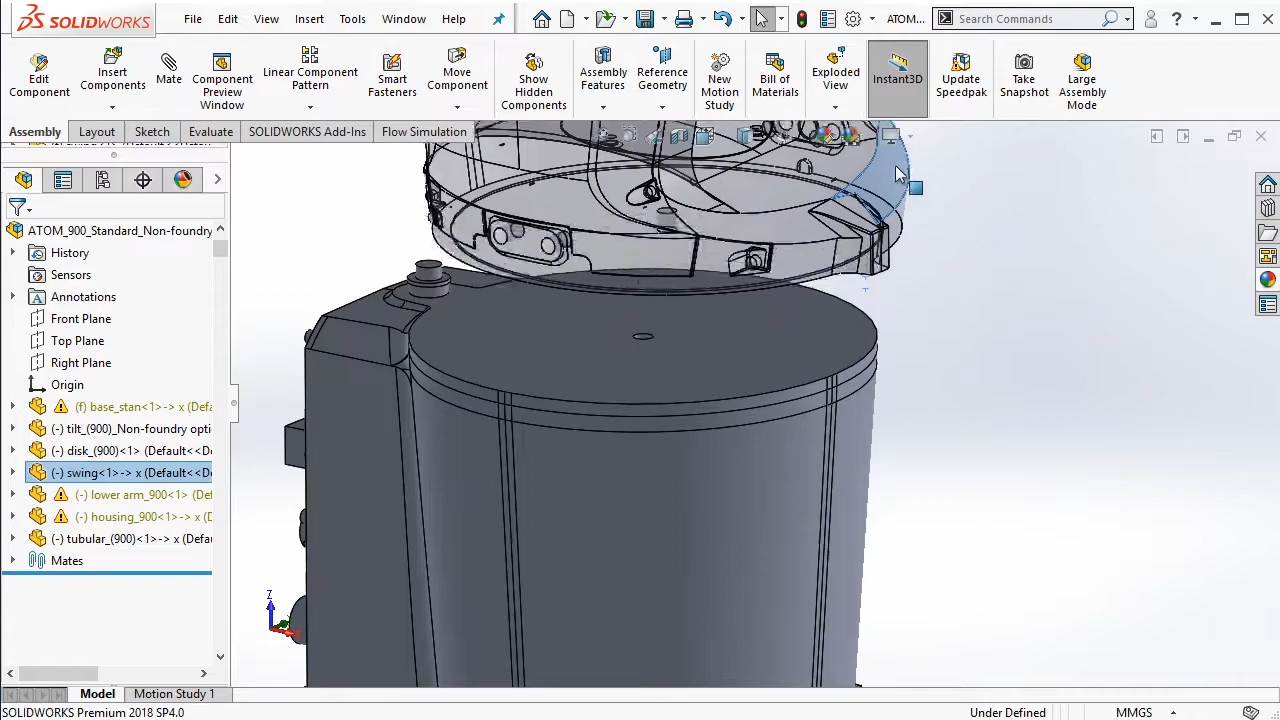 SOLIDWORKS File Edit View Insert Tools Window Help ATOM... Search Commands
Edit Component
Insert Components
Mate
Component Preview Window
Linear Component Pattern
Smart Fasteners
Move Component
Show Hidden Components
Assembly Features
Reference Geometry
New Motion Study
Bill of Materials
Exploded View
Instant3D
Update Speedpak
Take Snapshot
Large Assembly Mode
Assembly Layout Sketch Evaluate SOLIDWORKS Add-Ins Flow Simulation
ATOM_900_Standard_Non-foundry
History
Sensors
Annotations
Front Plane
Top Plane
Right Plane
Origin
(f) base_stan<1>-> x (Defa
(-) tilt_(900)_Non-foundry opti
(-) disk_(900)<1> (Default<<D
(-) swing<1>-> x (Default<<D
(-) lower arm_900<1> (Def
(-) housing_900<1>-> x (D
(-) tubular_(900)<1>-> x (Defau
Mates
Z
Model Motion Study 1
SOLIDWORKS Premium 2018 SP4.0 Under Defined MMGS